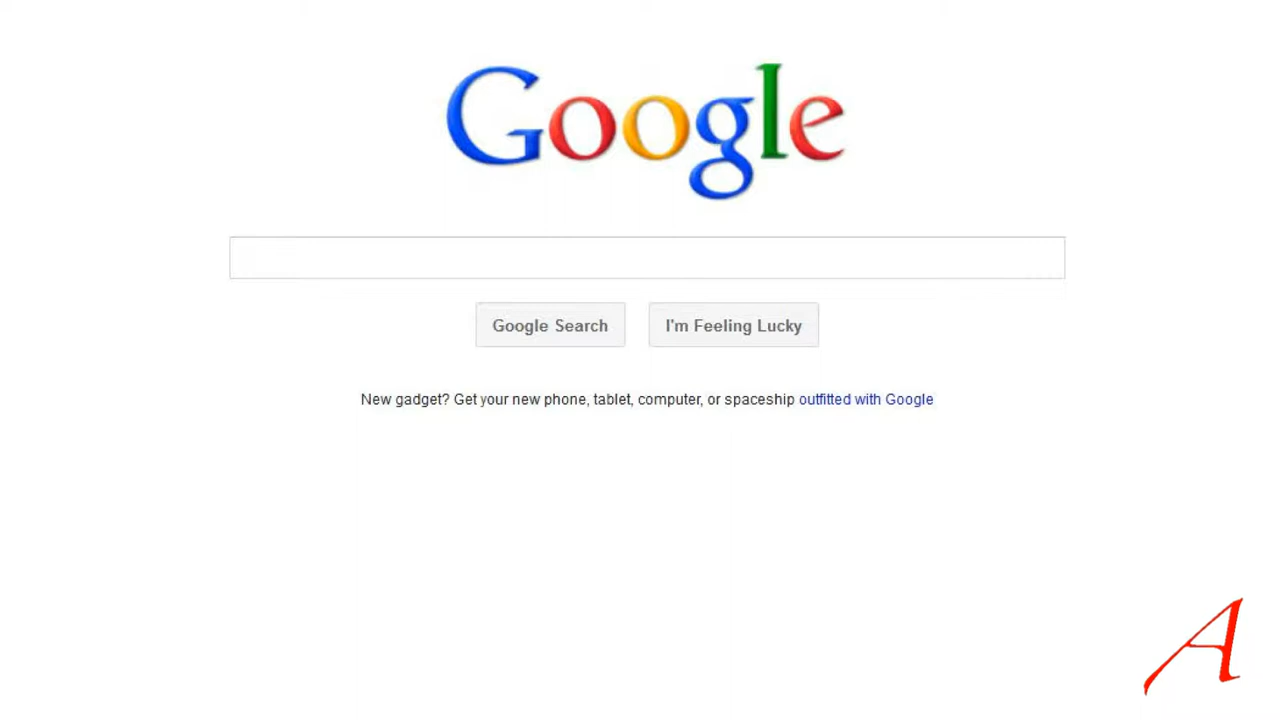 Google
Google Search
I'm Feeling Lucky
New gadget? Get your new phone, tablet, computer, or spaceship outfitted with Google
A